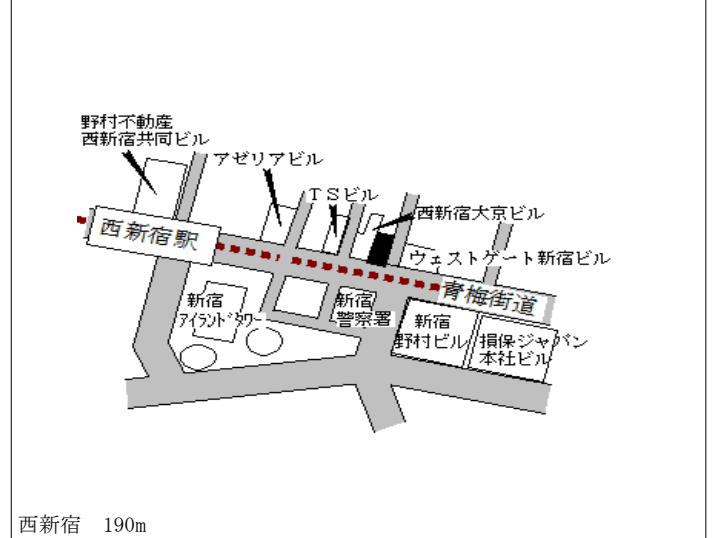 野村不動産
西新宿共同ビル
アゼリアビル
ＴＳビル
西新宿大京ビル
西新宿駅
ウェストゲート新宿ビル
青梅街道
新宿
アイランドタワー
新宿
警察署
新宿
野村ビル
損保ジャパン
本社ビル
西新宿　190m